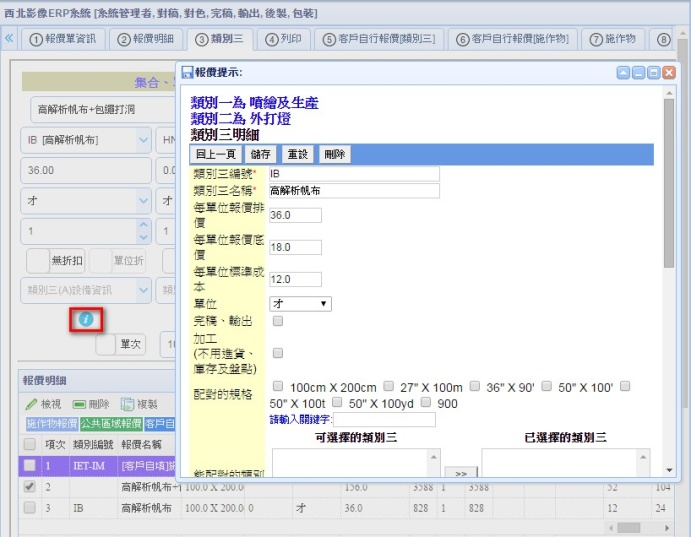 西北影像ERP系統 [系統管理者, 對稿, 對色, 完稿, 輸出, 後製, 包裝]
« ①報價單資訊 ②報價明細 ③類別三 ④列印 ⑤客戶自行報價[類別三] ⑥客戶自行報價[施作物] ⑦施作物 ⑧
集合、
高解析帆布+包繩打洞
IB [高解析帆布] HN
36.00 0.0
才 才
1 1
無折扣 單位折
類別三(A)設備資訊 類
i
單次 10
報價明細
檢視 刪除 複製
施作物報價 公共區域報價 客戶自
項次 類別編號 報價名稱
1 IET-IM [客戶自填]
2 高解析帆布+ 100.0 X 200.0 156.0 3588 1 3588 52 104
3 IB 高解析帆布 100.0 X 200.0 0 才 36.0 828 1 828 12 24
報價提示:
類別一為, 噴繪及生產
類別二為, 外打燈
類別三明細
回上一頁 儲存 重設 刪除
類別三編號* IB
類別三名稱* 高解析帆布
每單位報價排
價
36.0
每單位報價底
價
18.0
每單位標準成
本
12.0
單位 才
完稿、輸出
加工
(不用進貨、
庫存及盤點)
配對的規格
100cm X 200cm 27" X 100m 36" X 90' 50" X 100'
50" X 100t 50" X 100yd 900
請輸入關鍵字:
可選擇的類別三 已選擇的類別三
能配對的類別
>>